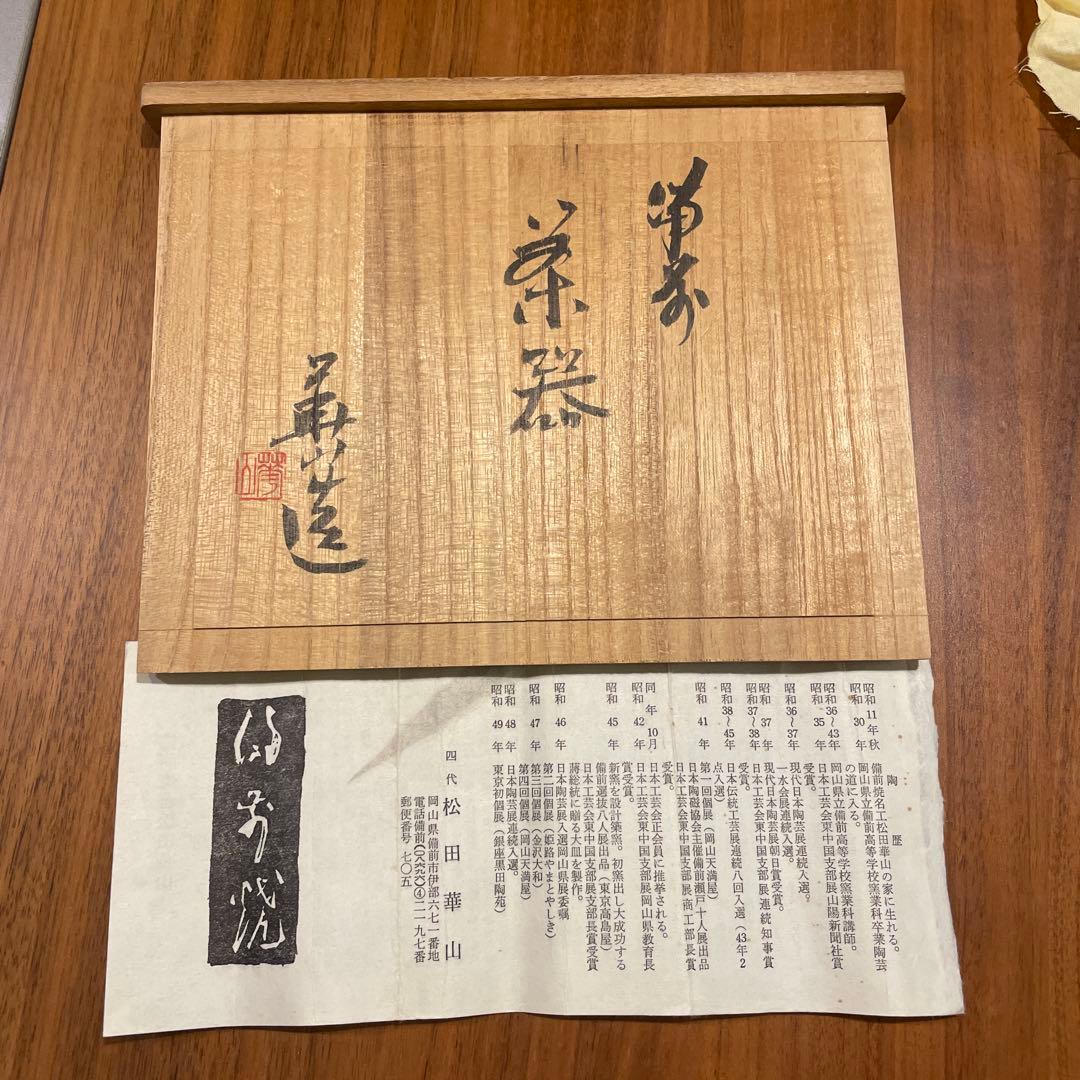 備前
茶器
華山造
華山
陶歴
昭和11年秋 備前焼名工松田華山の家に生れる。
昭和30年 岡山県立備前高等学校窯業科卒業陶芸
の道に入る。
昭和36〜43年 岡山県立備前高等学校窯業科講師。
昭和35年 日本工芸会東中国支部展山陽新聞社賞
受賞。
昭和36〜37年 現代日本陶芸展連続入選。
一水会展連続入選。
昭和37年 現代日本陶芸展朝日賞受賞。
昭和37〜38年 日本工芸会東中国支部展連続知事賞
受賞。
昭和38〜45年 日本伝統工芸展連続八回入選(43年2
点入選)
昭和41年 第一回個展(岡山天満屋)
日本陶磁協会主催備前瀬戸十人展出品
日本工芸会東中国支部展商工部長賞
受賞。
同年10月 日本工芸会正会員に推挙される。
昭和42年 日本工芸会東中国支部展岡山県教育長
賞受賞。
昭和45年 新窯を設計築窯。初窯出し大成功する
備前選抜八人展出品(東京高島屋)
日本工芸会東中国支部展支部長賞受賞
蔣総統に贈る大皿を製作。
昭和46年 日本陶芸展入選岡山県展委嘱
第二回個展(姫路やまとやしき)
昭和47年 第三回個展(金沢大和)
第四回個展(岡山天満屋)
昭和48年 日本陶芸展連続入選。
昭和49年 東京初個展(銀座黒田陶苑)
四代 松田華山
岡山県備前市伊部六七一番地
電話備前(〇八六九六)④二一九七番
郵便番号 七〇五
備前焼